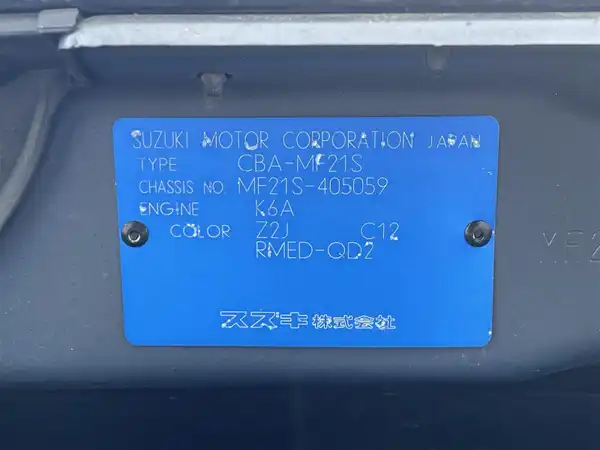 SUZUKI MOTOR CORPORATION JAPAN
TYPE CBA-MF21S
CHASSIS NO. MF21S-405059
ENGINE K6A
COLOR Z2J C12
RMED-QD2
スズキ株式会社
MF2